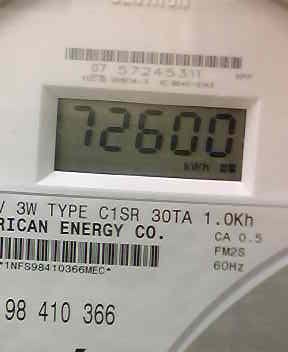 07 57245311
72600
kWh
V 3W TYPE C1SR 30TA 1.0Kh
RICAN ENERGY CO.
CA 0.5
FM2S
*1NFS98410366MEC*
60Hz
98 410 366